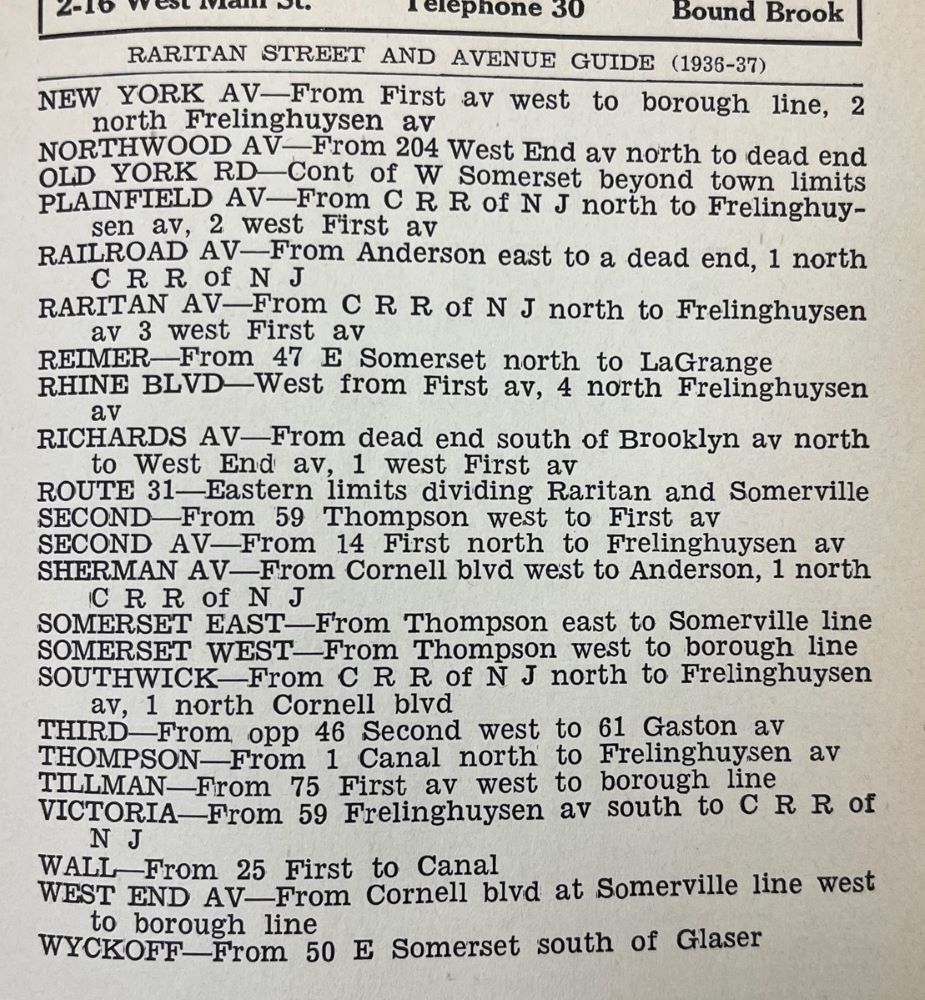 2-16 West Main St. Telephone 30 Bound Brook
RARITAN STREET AND AVENUE GUIDE (1936-37)
NEW YORK AV—From First av west to borough line, 2
north Frelinghuysen av
NORTHWOOD AV—From 204 West End av north to dead end
OLD YORK RD—Cont of W Somerset beyond town limits
PLAINFIELD AV—From C R R of N J north to Frelinghuy-
sen av, 2 west First av
RAILROAD AV—From Anderson east to a dead end, 1 north
C R R of N J
RARITAN AV—From C R R of N J north to Frelinghuysen
av 3 west First av
REIMER—From 47 E Somerset north to LaGrange
RHINE BLVD—West from First av, 4 north Frelinghuysen
av
RICHARDS AV—From dead end south of Brooklyn av north
to West End av, 1 west First av
ROUTE 31—Eastern limits dividing Raritan and Somerville
SECOND—From 59 Thompson west to First av
SECOND AV—From 14 First north to Frelinghuysen av
SHERMAN AV—From Cornell blvd west to Anderson, 1 north
C R R of N J
SOMERSET EAST—From Thompson east to Somerville line
SOMERSET WEST—From Thompson west to borough line
SOUTHWICK—From C R R of N J north to Frelinghuysen
av, 1 north Cornell blvd
THIRD—From opp 46 Second west to 61 Gaston av
THOMPSON—From 1 Canal north to Frelinghuysen av
TILLMAN—From 75 First av west to borough line
VICTORIA—From 59 Frelinghuysen av south to C R R of
N J
WALL—From 25 First to Canal
WEST END AV—From Cornell blvd at Somerville line west
to borough line
WYCKOFF—From 50 E Somerset south of Glaser